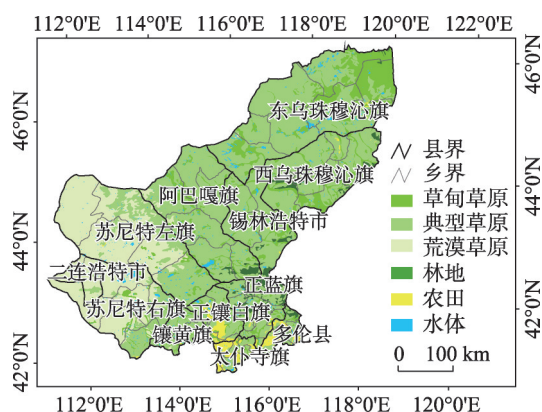 112°0'E 114°0'E 116°0'E 118°0'E 120°0'E 122°0'E
46°0'N
44°0'N
42°0'N
46°0'N
44°0'N
42°0'N
东乌珠穆沁旗
西乌珠穆沁旗
阿巴嘎旗
锡林浩特市
苏尼特左旗
二连浩特市
正蓝旗
苏尼特右旗
正镶白旗
镶黄旗
多伦县
太仆寺旗
县界
乡界
草甸草原
典型草原
荒漠草原
林地
农田
水体
0 100 km
112°0'E 114°0'E 116°0'E 118°0'E 120°0'E